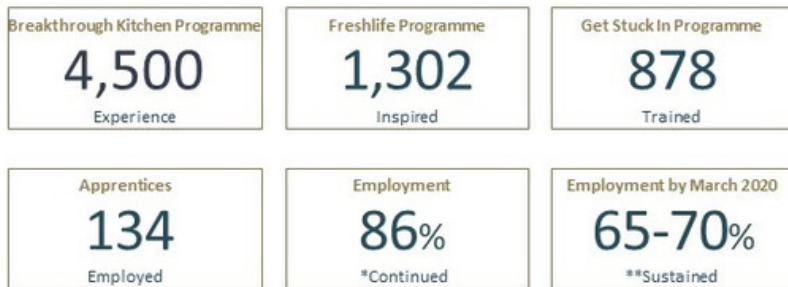 Breakthrough Kitchen Programme
4,500
Experience
Freshlife Programme
1,302
Inspired
Get Stuck In Programme
878
Trained
Apprentices
134
Employed
Employment
86%
*Continued
Employment by March 2020
65-70%
**Sustained